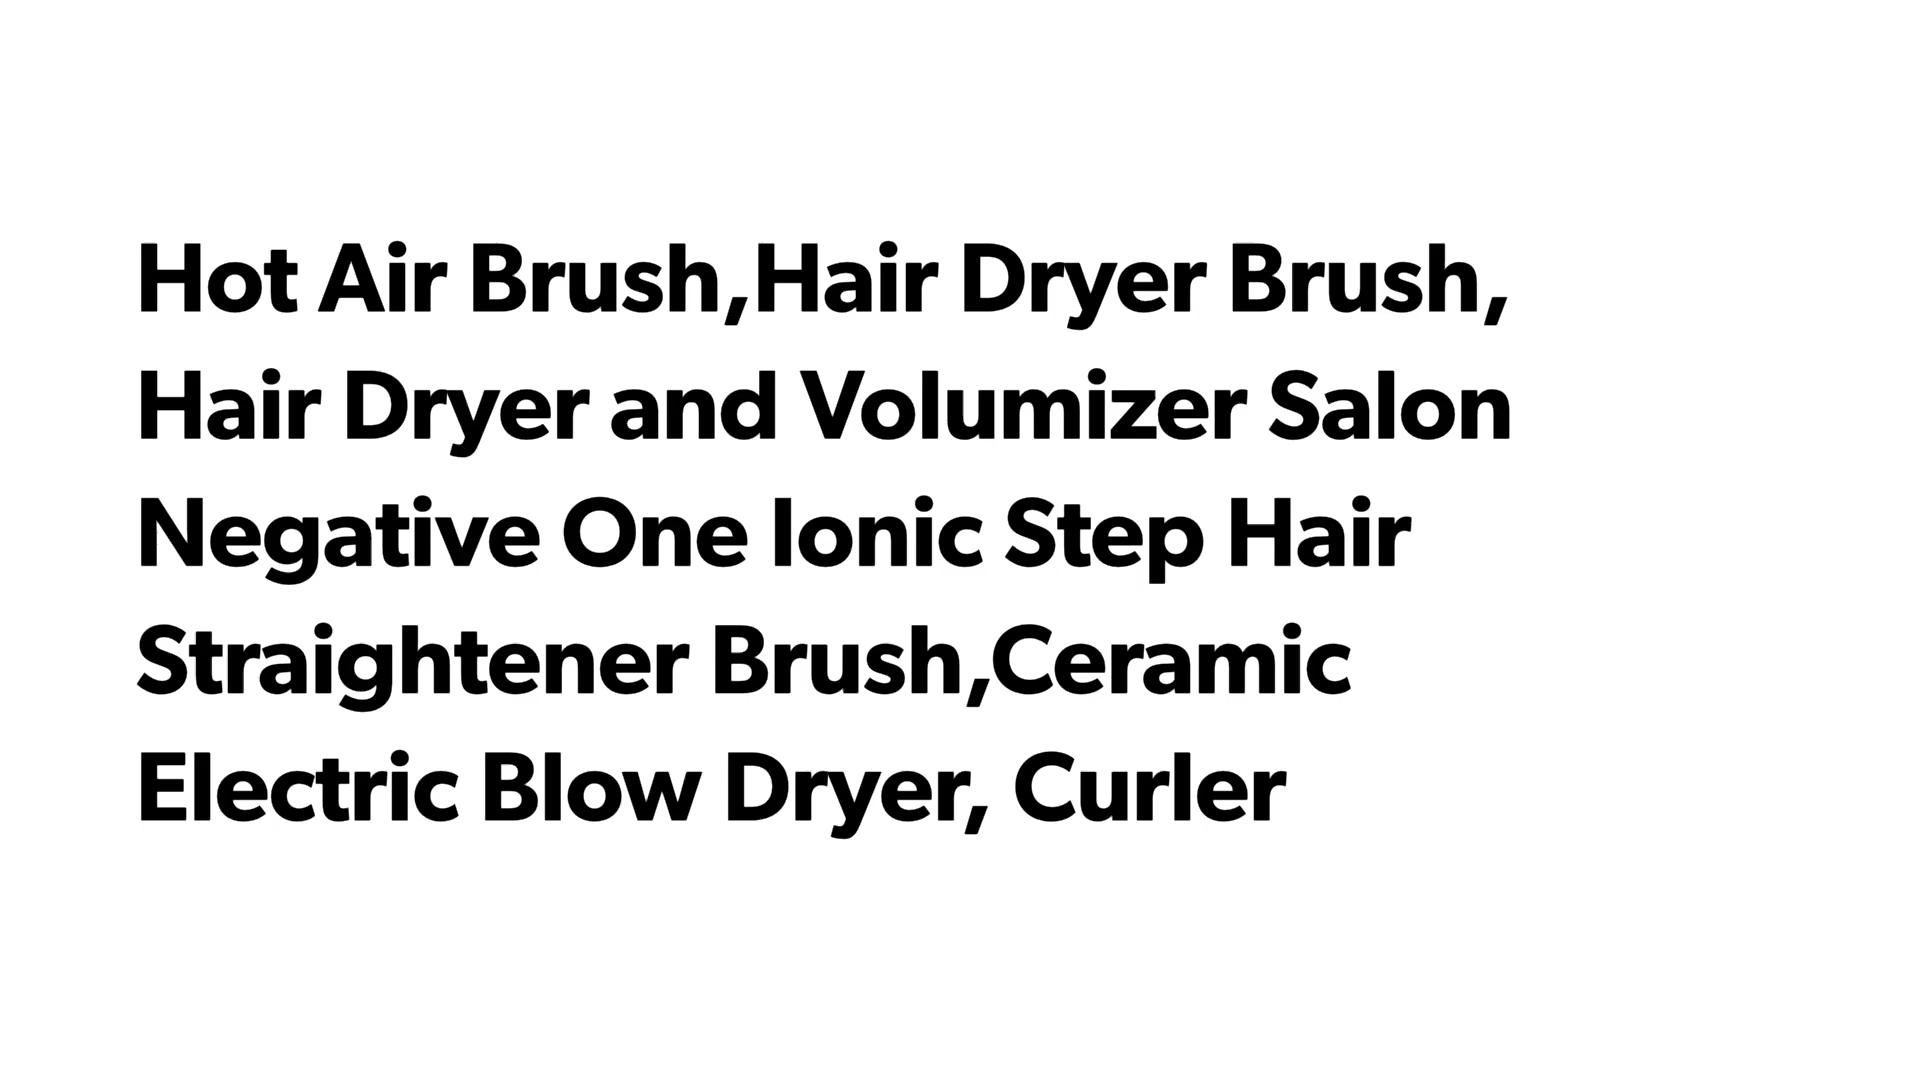 Hot Air Brush,Hair Dryer Brush,
Hair Dryer and Volumizer Salon
Negative One Ionic Step Hair
Straightener Brush,Ceramic
Electric Blow Dryer, Curler